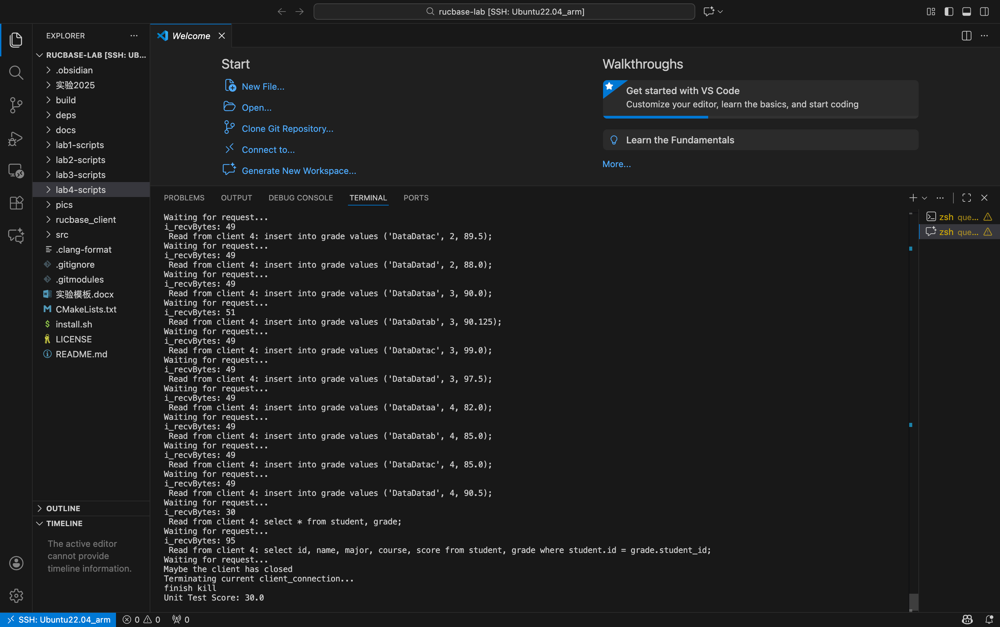 rucbase-lab [SSH: Ubuntu22.04_arm]
EXPLORER
RUCBASE-LAB [SSH: UB...
.obsidian
实验2025
build
deps
docs
lab1-scripts
lab2-scripts
lab3-scripts
lab4-scripts
pics
rucbase_client
src
.clang-format
.gitignore
.gitmodules
实验模板.docx
CMakeLists.txt
install.sh
LICENSE
README.md
OUTLINE
TIMELINE
The active editor
cannot provide
timeline information.
Welcome
Start
New File...
Open...
Clone Git Repository...
Connect to...
Generate New Workspace...
Walkthroughs
Get started with VS Code
Customize your editor, learn the basics, and start coding
Learn the Fundamentals
More...
PROBLEMS OUTPUT DEBUG CONSOLE TERMINAL PORTS
Waiting for request...
i_recvBytes: 49
Read from client 4: insert into grade values ('DataDatac', 2, 89.5);
Waiting for request...
i_recvBytes: 49
Read from client 4: insert into grade values ('DataDatad', 2, 88.0);
Waiting for request...
i_recvBytes: 49
Read from client 4: insert into grade values ('DataDataa', 3, 90.0);
Waiting for request...
i_recvBytes: 51
Read from client 4: insert into grade values ('DataDatab', 3, 90.125);
Waiting for request...
i_recvBytes: 49
Read from client 4: insert into grade values ('DataDatac', 3, 99.0);
Waiting for request...
i_recvBytes: 49
Read from client 4: insert into grade values ('DataDatad', 3, 97.5);
Waiting for request...
i_recvBytes: 49
Read from client 4: insert into grade values ('DataDataa', 4, 82.0);
Waiting for request...
i_recvBytes: 49
Read from client 4: insert into grade values ('DataDatab', 4, 85.0);
Waiting for request...
i_recvBytes: 49
Read from client 4: insert into grade values ('DataDatac', 4, 85.0);
Waiting for request...
i_recvBytes: 49
Read from client 4: insert into grade values ('DataDatad', 4, 90.5);
Waiting for request...
i_recvBytes: 30
Read from client 4: select * from student, grade;
Waiting for request...
i_recvBytes: 95
Read from client 4: select id, name, major, course, score from student, grade where student.id = grade.student_id;
Waiting for request...
Maybe the client has closed
Terminating current client_connection...
finish kill
Unit Test Score: 30.0
zsh que...
zsh que...
SSH: Ubuntu22.04_arm 0 0 0